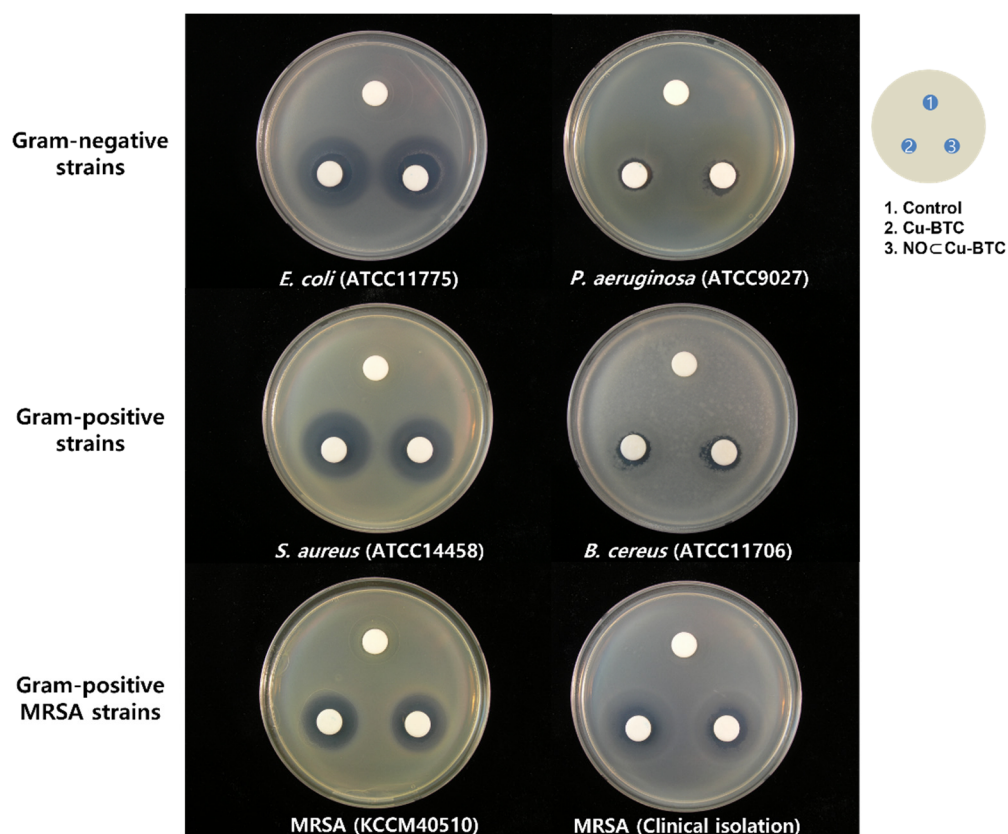 Gram-negative
strains
E. coli (ATCC11775)
P. aeruginosa (ATCC9027)
1
2
3
1. Control
2. Cu-BTC
3. NO⊂Cu-BTC
Gram-positive
strains
S. aureus (ATCC14458)
B. cereus (ATCC11706)
Gram-positive
MRSA strains
MRSA (KCCM40510)
MRSA (Clinical isolation)